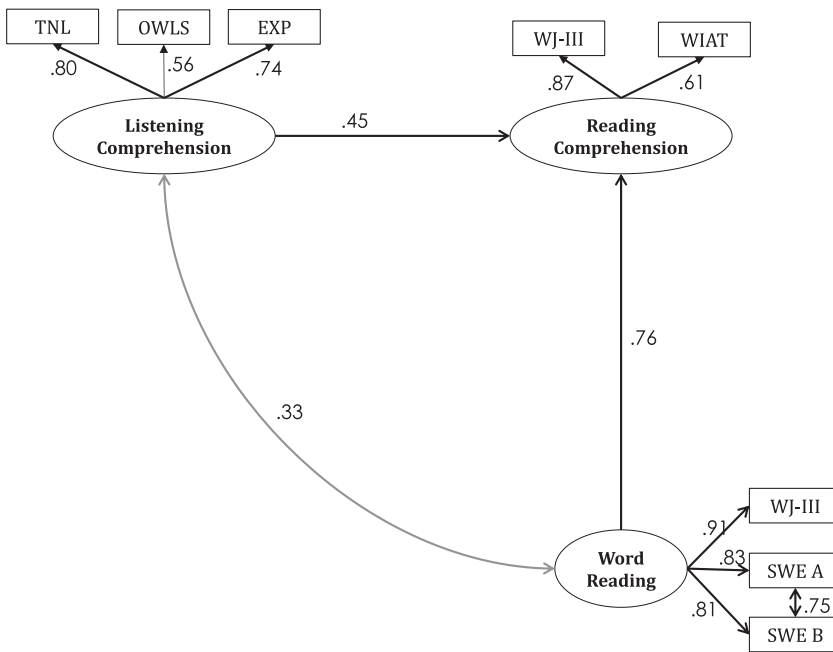 TNL
OWLS
EXP
WJ-III
WIAT
.80
.56
.74
.87
.61
Listening
Comprehension
.45
Reading
Comprehension
.76
.33
WJ-III
.91
Word
Reading
.83
SWE A
.75
.81
SWE B